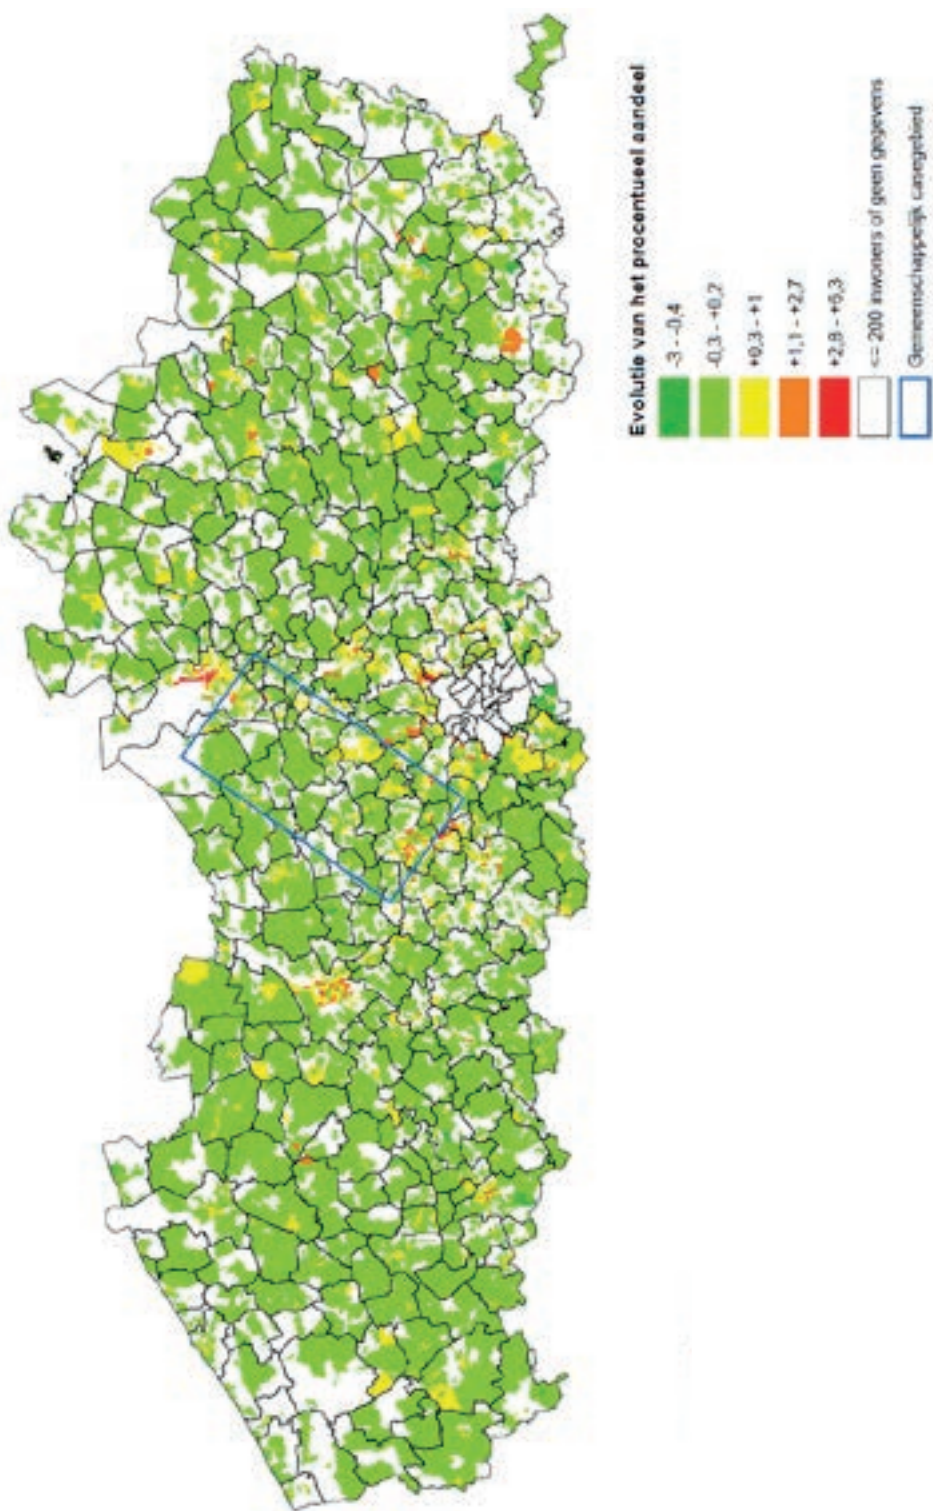 Evolutie van het procentueel aandeel
-3 - -0,4
-0,3 - +0,2
+0,3 - +1
+1,1 - +2,7
+2,8 - +6,3
<= 200 inwoners of geen gegevens
Gemeenschappelijk casegebied